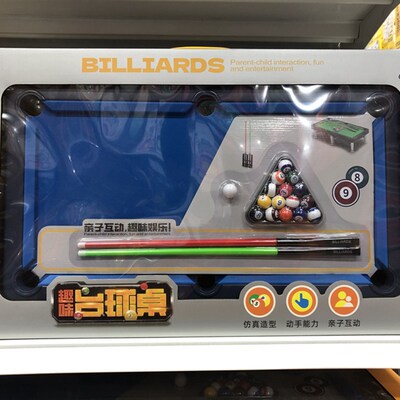 BILLIARDS
Parent-child interaction, fun
and entertainment
8
9
亲子互动,趣味娱乐!
趣味台球桌
仿真造型
动手能力
亲子互动